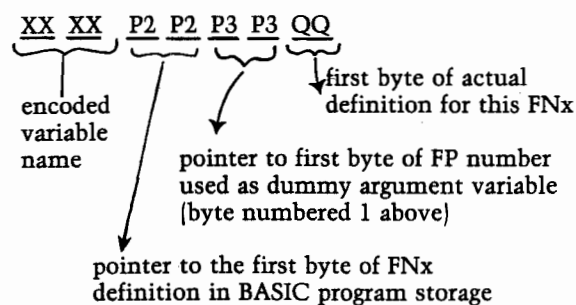 XX XX P2 P2 P3 P3 QQ
first byte of actual
definition for this FNx
encoded
variable
name
pointer to first byte of FP number
used as dummy argument variable
(byte numbered 1 above)
pointer to the first byte of FNx
definition in BASIC program storage